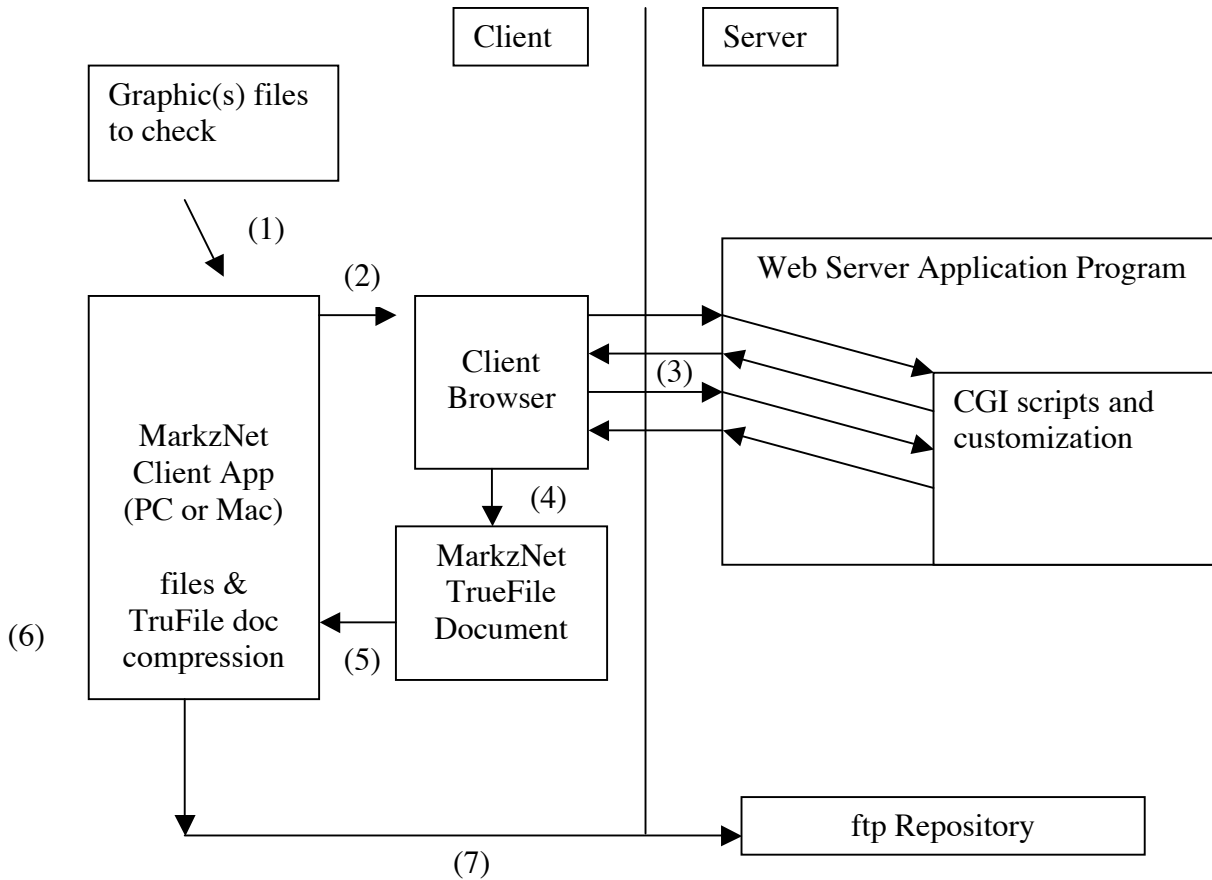 Client
Server
Graphic(s) files
to check
(1)
(2)
Web Server Application Program
Client
Browser
(3)
CGI scripts and
customization
MarkzNet
Client App
(PC or Mac)
files &
TruFile doc
compression
(4)
MarkzNet
TrueFile
Document
(5)
(6)
ftp Repository
(7)